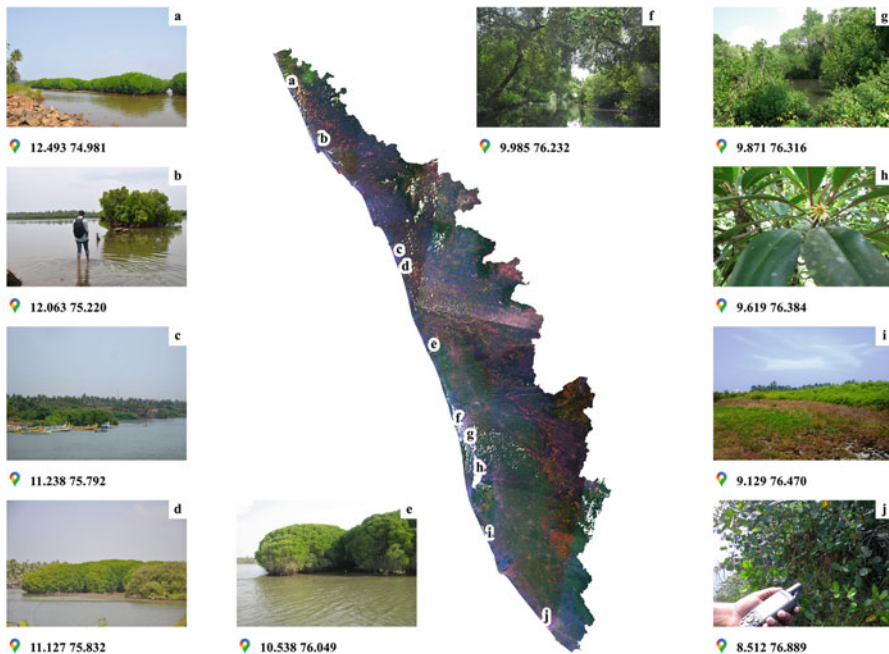 a
12.493 74.981
b
12.063 75.220
c
11.238 75.792
d
11.127 75.832
e
10.538 76.049
f
9.985 76.232
g
9.871 76.316
h
9.619 76.384
i
9.129 76.470
j
8.512 76.889
a
b
c
d
e
f
g
h
i
j